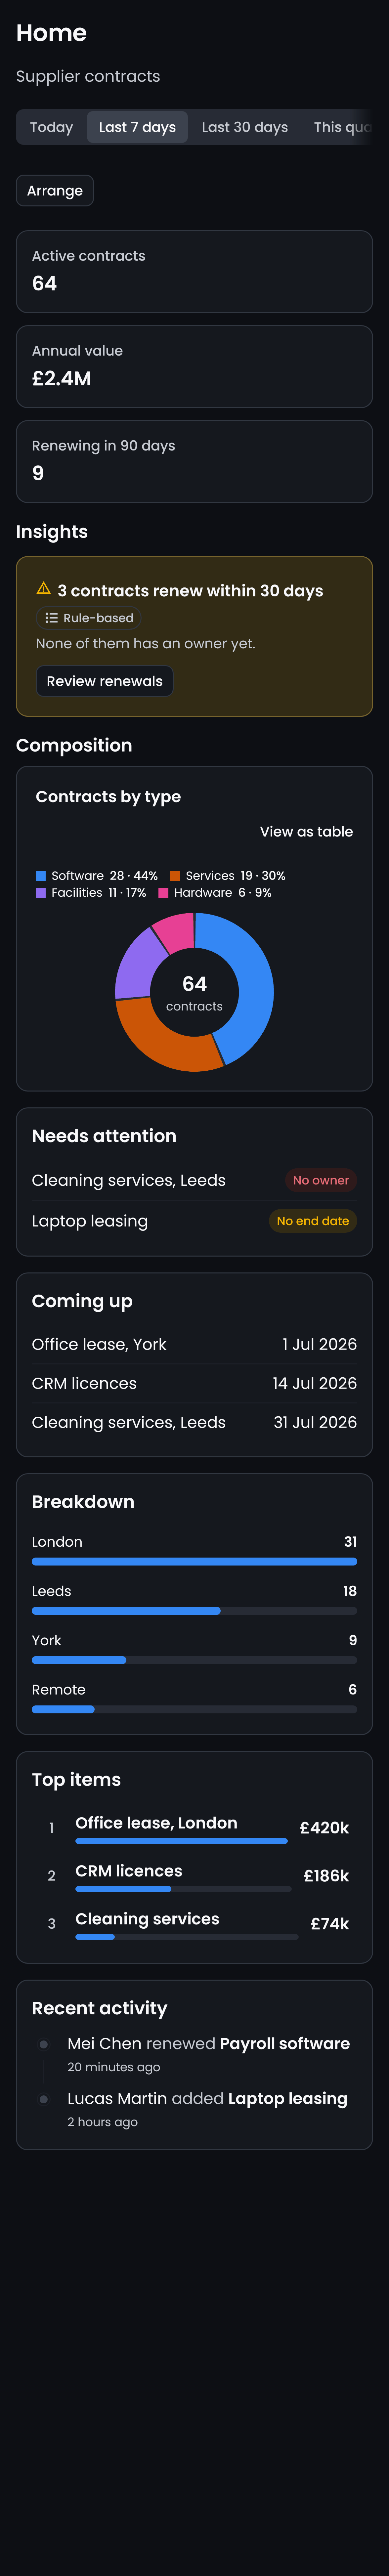 Home
Supplier contracts
Today Last 7 days Last 30 days This qua
Arrange
Active contracts
64
Annual value
£2.4M
Renewing in 90 days
9
Insights
3 contracts renew within 30 days
Rule-based
None of them has an owner yet.
Review renewals
Composition
Contracts by type
View as table
Software 28 · 44% Services 19 · 30%
Facilities 11 · 17% Hardware 6 · 9%
64
contracts
Needs attention
Cleaning services, Leeds No owner
Laptop leasing No end date
Coming up
Office lease, York 1 Jul 2026
CRM licences 14 Jul 2026
Cleaning services, Leeds 31 Jul 2026
Breakdown
London 31
Leeds 18
York 9
Remote 6
Top items
1 Office lease, London £420k
2 CRM licences £186k
3 Cleaning services £74k
Recent activity
Mei Chen renewed Payroll software
20 minutes ago
Lucas Martin added Laptop leasing
2 hours ago